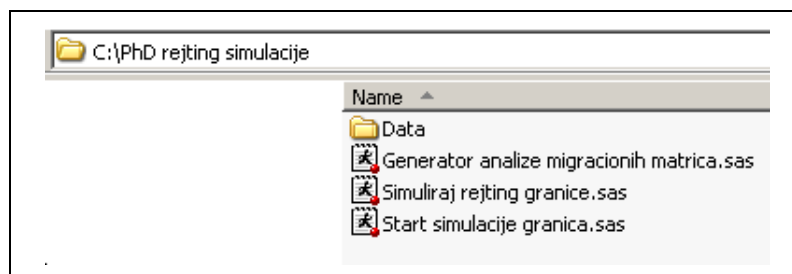 C:\PhD rejting simulacije
Name
Data
Generator analize migracionih matrica.sas
Simuliraj rejting granice.sas
Start simulacije granica.sas